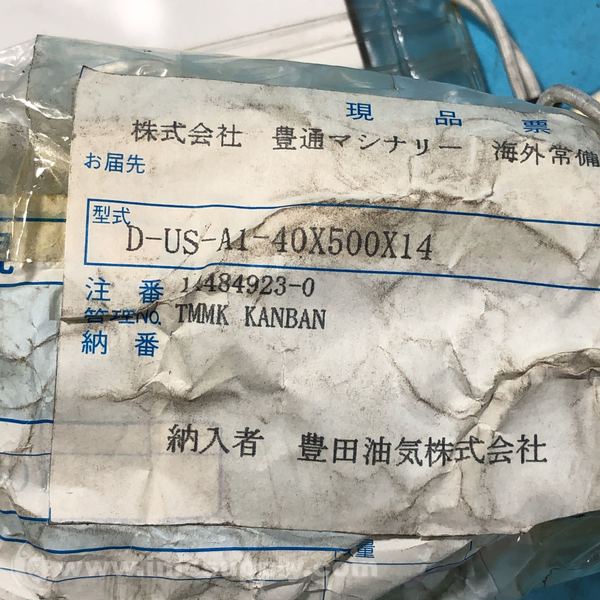 現品票
株式会社 豊通マシナリー 海外常備
お届先
型式
D-US-A1-40X500X14
注番 11484923-0
管理NO. TMMK KANBAN
納番
納入者 豊田油気株式会社